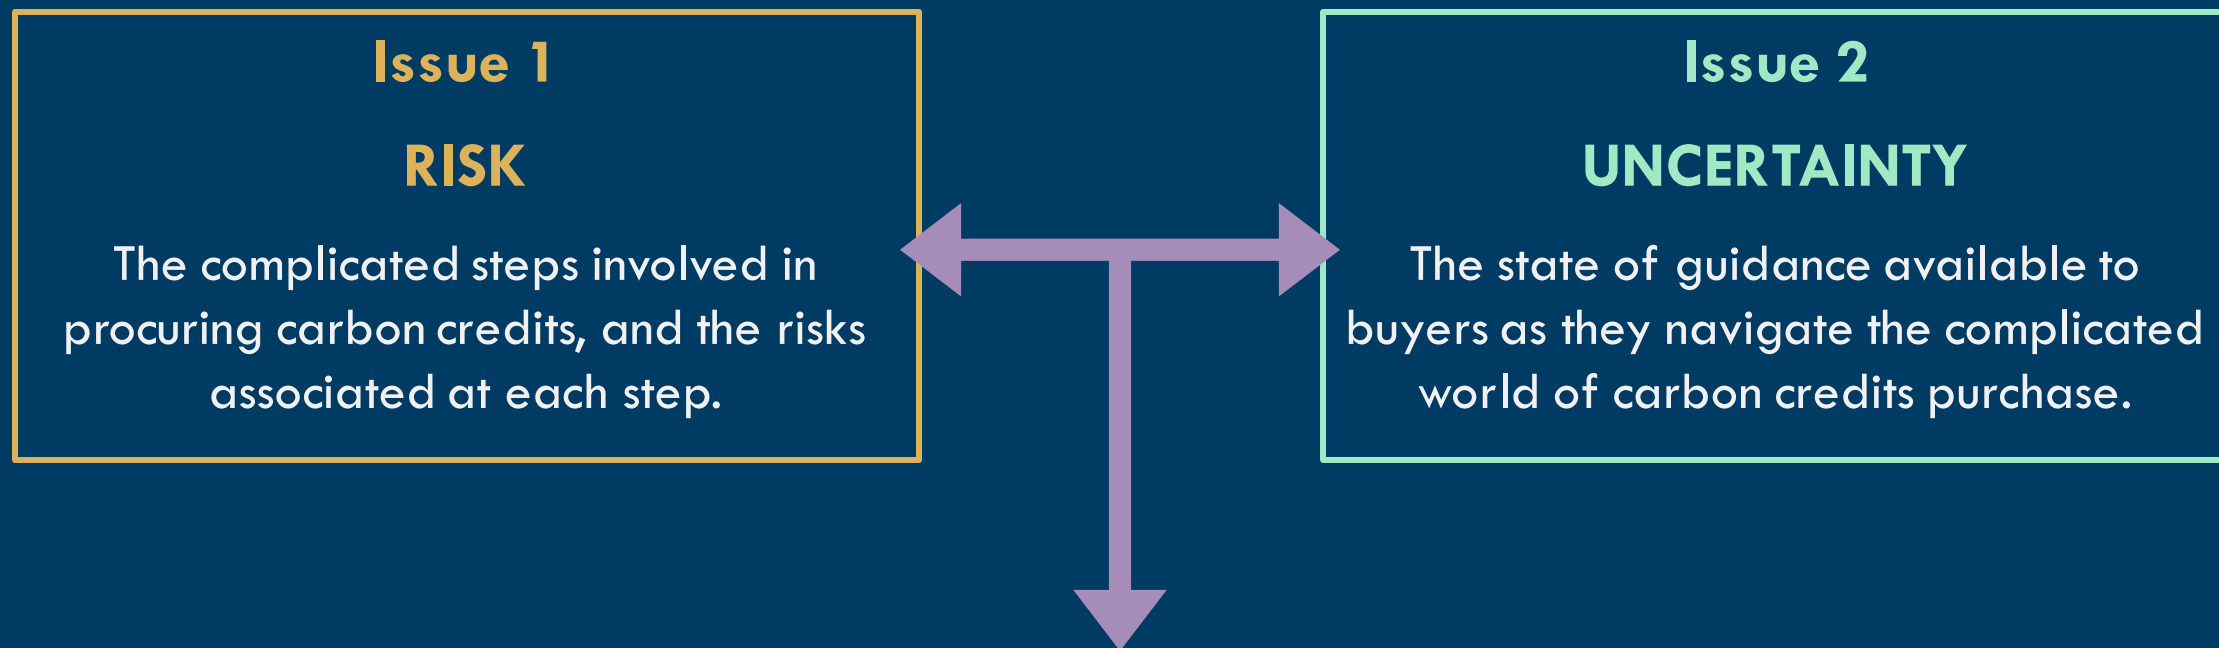 Issue 1
RISK
The complicated steps involved in
procuring carbon credits, and the risks
associated at each step.
Issue 2
UNCERTAINTY
The state of guidance available to
buyers as they navigate the complicated
world of carbon credits purchase.